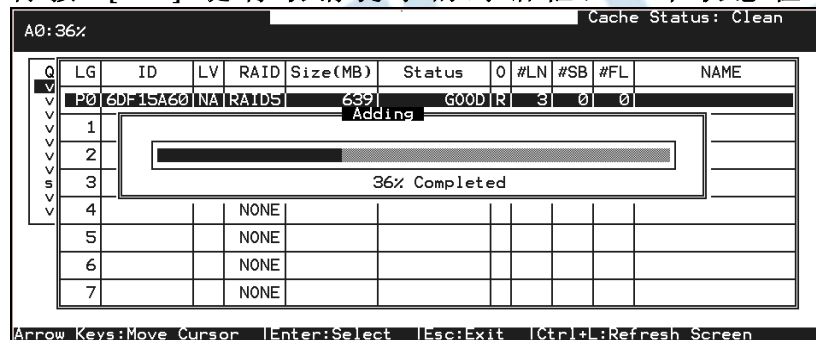 Cache Status: Clean
A0:36%
Q LG ID LV RAID Size(MB) Status O #LN #SB #FL NAME
v P0 6DF15A60 NA RAID5 639 GOOD R 3 0 0
Adding
v 1
v 2
36% Completed
s 3
v 4 NONE
5 NONE
6 NONE
7 NONE
Arrow Keys:Move Cursor |Enter:Select |Esc:Exit |Ctrl+L:Refresh Screen